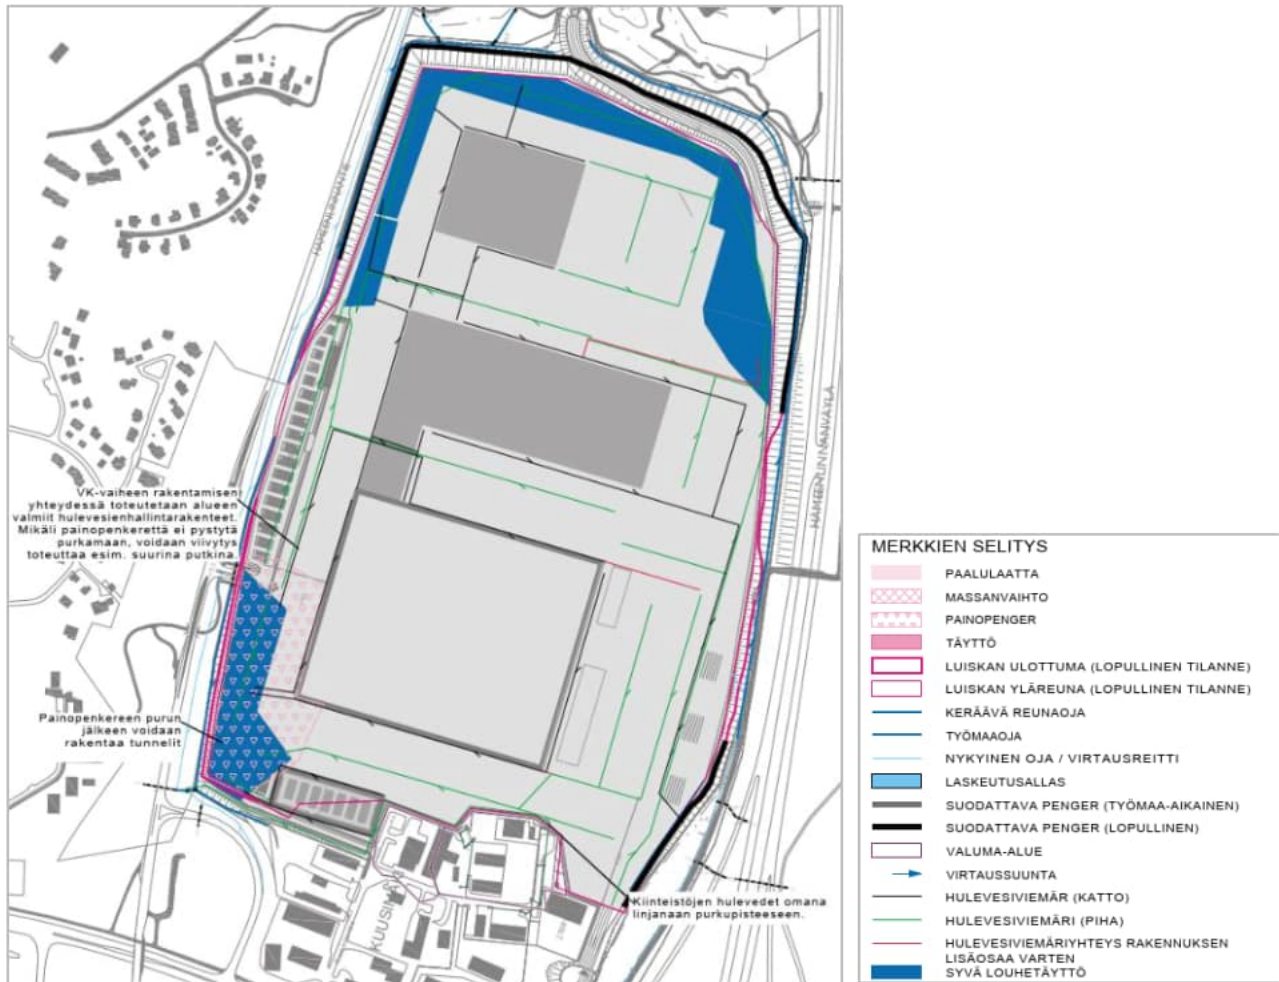 HÄMEENLINNANVÄYLÄ
VK-vaiheen rakentamisen
yhteydessä toteutetaan alueen
valmiit hulevesienhallintarakenteet.
Mikäli painopenkerettä ei pystytä
purkamaan, voidaan viivytys
toteuttaa esim. suurina putkina.
Painopenkereen purun
jälkeen voidaan
rakentaa tunnelit
Kiinteistöjen hulevedet omana
linjanaan purkupisteeseen.
MERKKIEN SELITYS
PAALULAATTA
MASSANVAIHTO
PAINOPENGER
TÄYTTÖ
LUISKAN ULOTTUMA (LOPULLINEN TILANNE)
LUISKAN YLÄREUNA (LOPULLINEN TILANNE)
KERÄÄVÄ REUNAOJA
TYÖMAAOJA
NYKYINEN OJA / VIRTAUSREITTI
LASKEUTUSALLAS
SUODATTAVA PENGER (TYÖMAA-AIKAINEN)
SUODATTAVA PENGER (LOPULLINEN)
VALUMA-ALUE
VIRTAUSSUUNTA
HULEVESIVIEMÄR (KATTO)
HULEVESIVIEMÄRI (PIHA)
HULEVESIVIEMÄRIYHTEYS RAKENNUKSEN
LISÄOSAA VARTEN
SYVÄ LOUHETÄYTTÖ